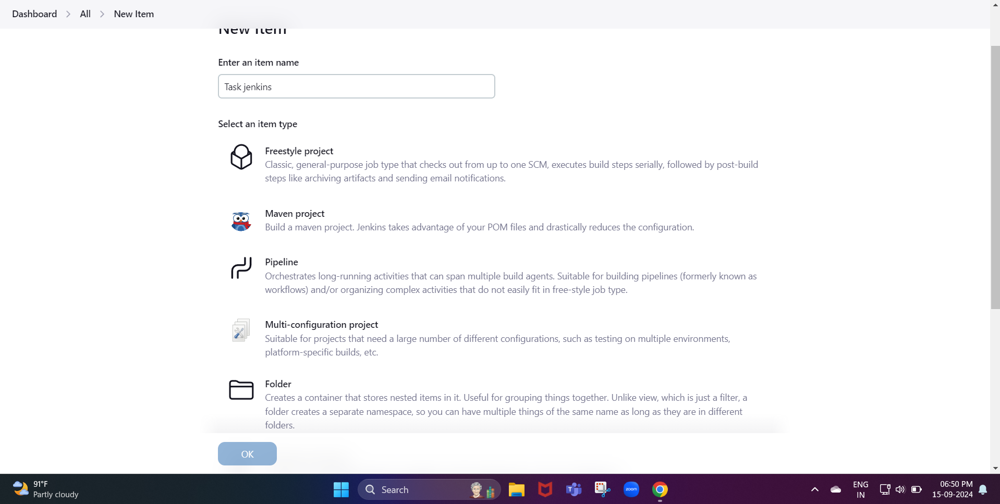 Dashboard > All > New Item
New Item
Enter an item name
Task jenkins
Select an item type
Freestyle project
Classic, general-purpose job type that checks out from up to one SCM, executes build steps serially, followed by post-build
steps like archiving artifacts and sending email notifications.
Maven project
Build a maven project. Jenkins takes advantage of your POM files and drastically reduces the configuration.
Pipeline
Orchestrates long-running activities that can span multiple build agents. Suitable for building pipelines (formerly known as
workflows) and/or organizing complex activities that do not easily fit in free-style job type.
Multi-configuration project
Suitable for projects that need a large number of different configurations, such as testing on multiple environments,
platform-specific builds, etc.
Folder
Creates a container that stores nested items in it. Useful for grouping things together. Unlike view, which is just a filter, a
folder creates a separate namespace, so you can have multiple things of the same name as long as they are in different
folders.
OK
91°F
Partly cloudy
Search
zoom
ENG
IN
06:50 PM
15-09-2024